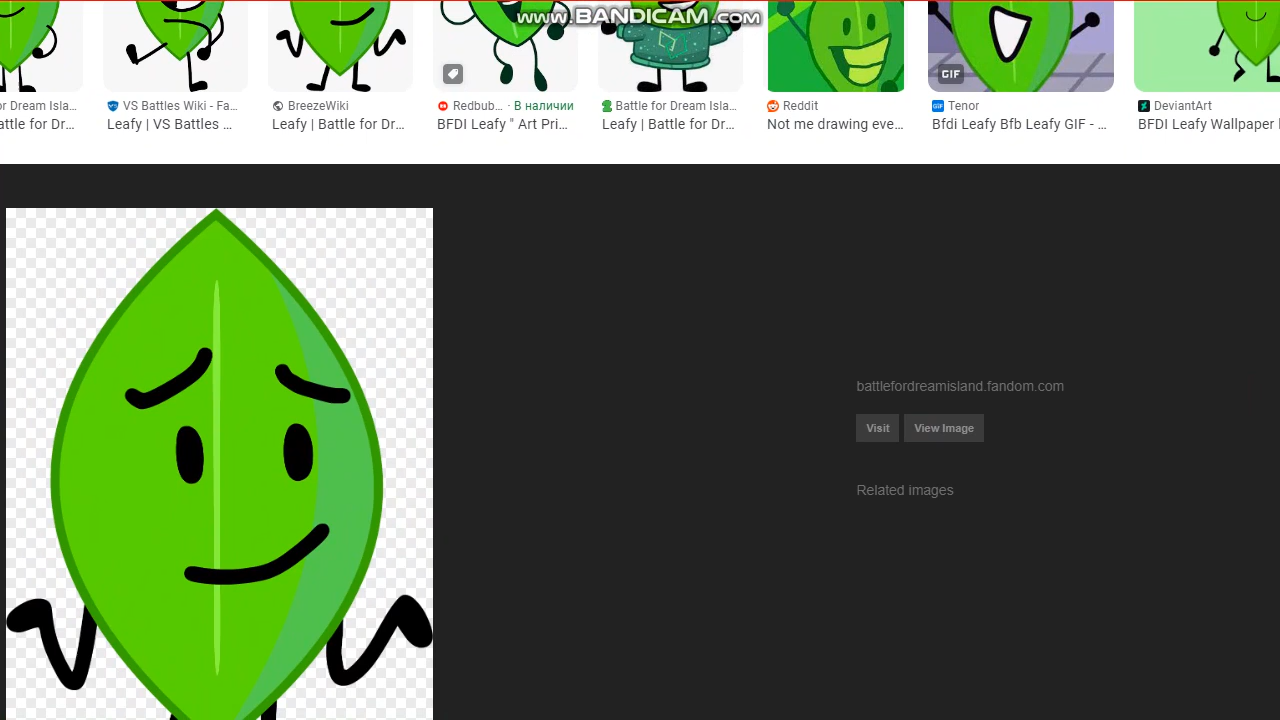 www.BANDICAM.com
GIF
or Dream Isla...
VS Battles Wiki - Fa...
BreezeWiki
Redbub... · В наличии
Battle for Dream Isla...
Reddit
GIF Tenor
DeviantArt
attle for Dr...
Leafy | VS Battles ...
Leafy | Battle for Dr...
BFDI Leafy " Art Pri...
Leafy | Battle for Dr...
Not me drawing eve...
Bfdi Leafy Bfb Leafy GIF - ...
BFDI Leafy Wallpaper
battlefordreamisland.fandom.com
Visit
View Image
Related images